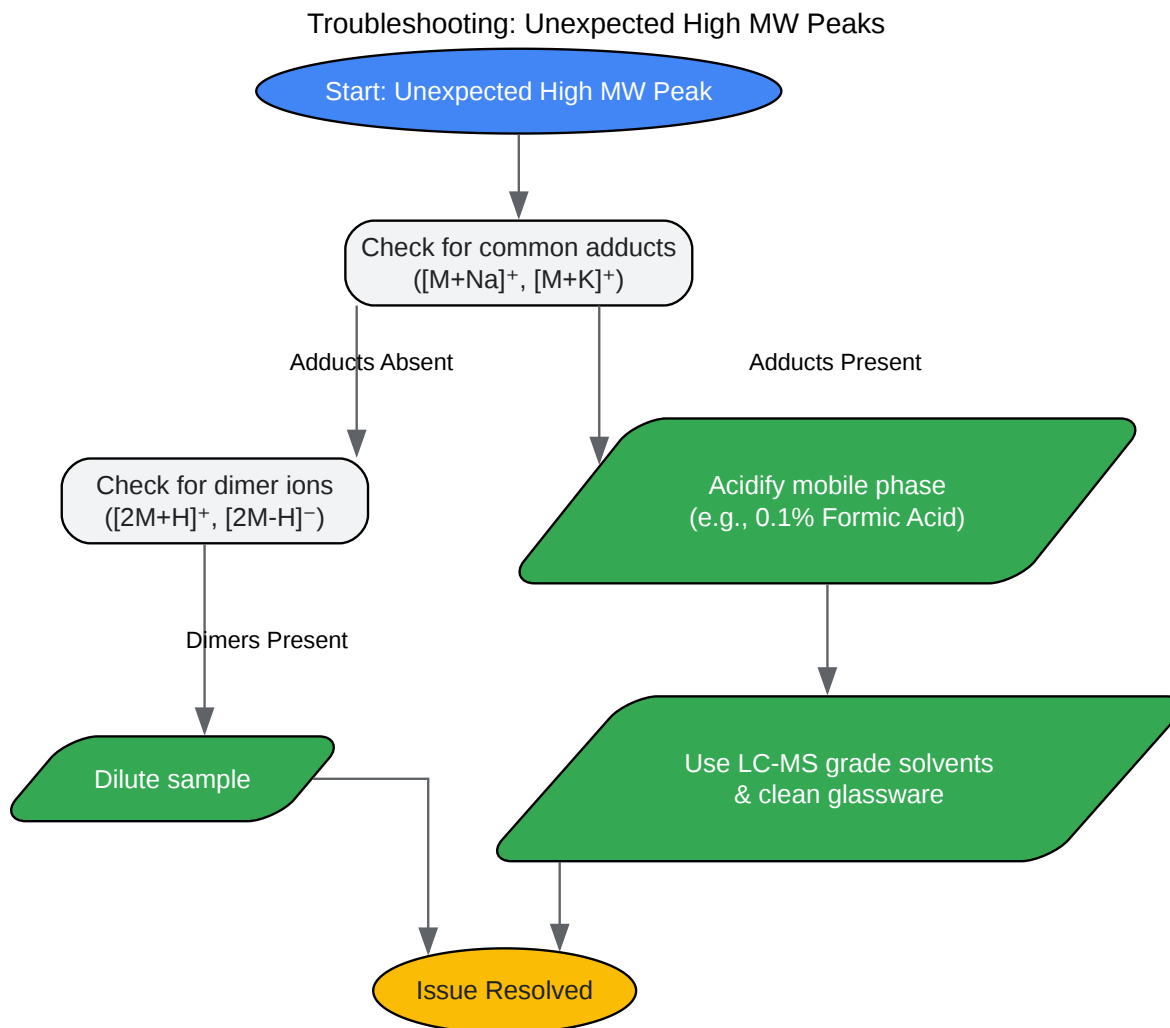 Troubleshooting: Unexpected High MW Peaks
Start: Unexpected High MW Peak
Check for common adducts
([M+Na]⁺, [M+K]⁺)
Adducts Absent
Adducts Present
Check for dimer ions
([2M+H]⁺, [2M-H]⁻)
Acidify mobile phase
(e.g., 0.1% Formic Acid)
Dimers Present
Dilute sample
Use LC-MS grade solvents
& clean glassware
Issue Resolved